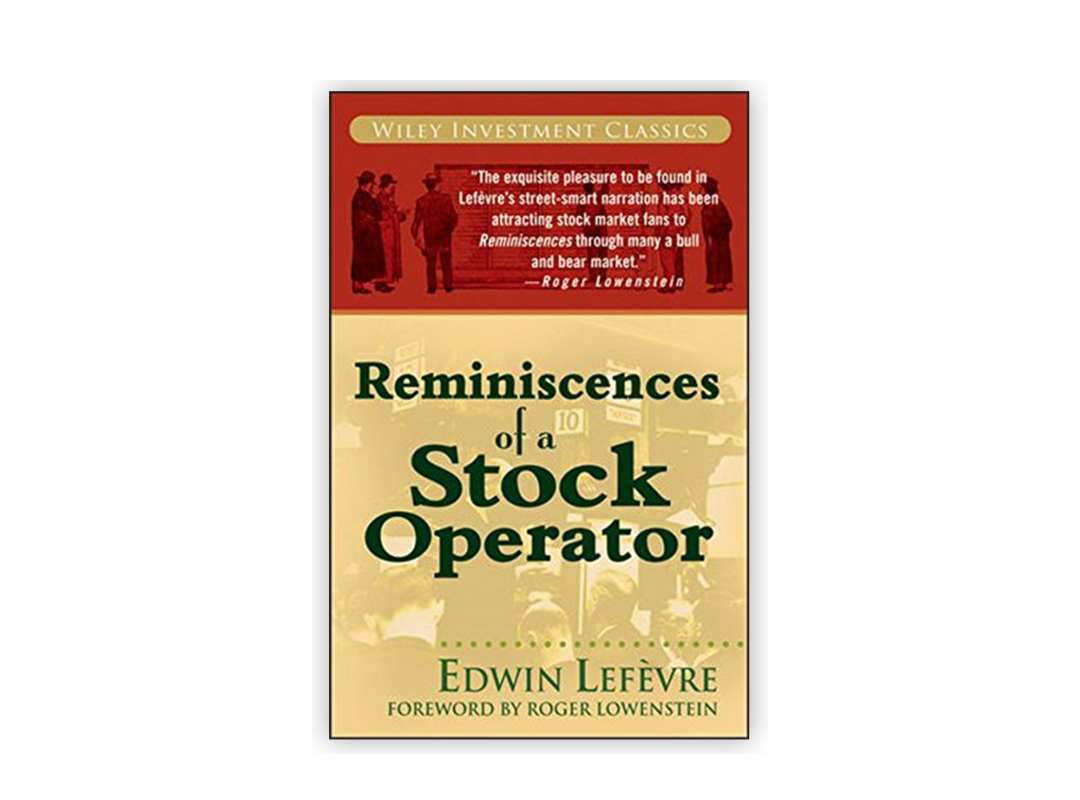 WILEY INVESTMENT CLASSICS
"The exquisite pleasure to be found in
Lefèvre's street-smart narration has been
attracting stock market fans to
Reminiscences through many a bull
and bear market."
—Roger Lowenstein
10
Reminiscences
of a
Stock
Operator
EDWIN LEFÈVRE
FOREWORD BY ROGER LOWENSTEIN